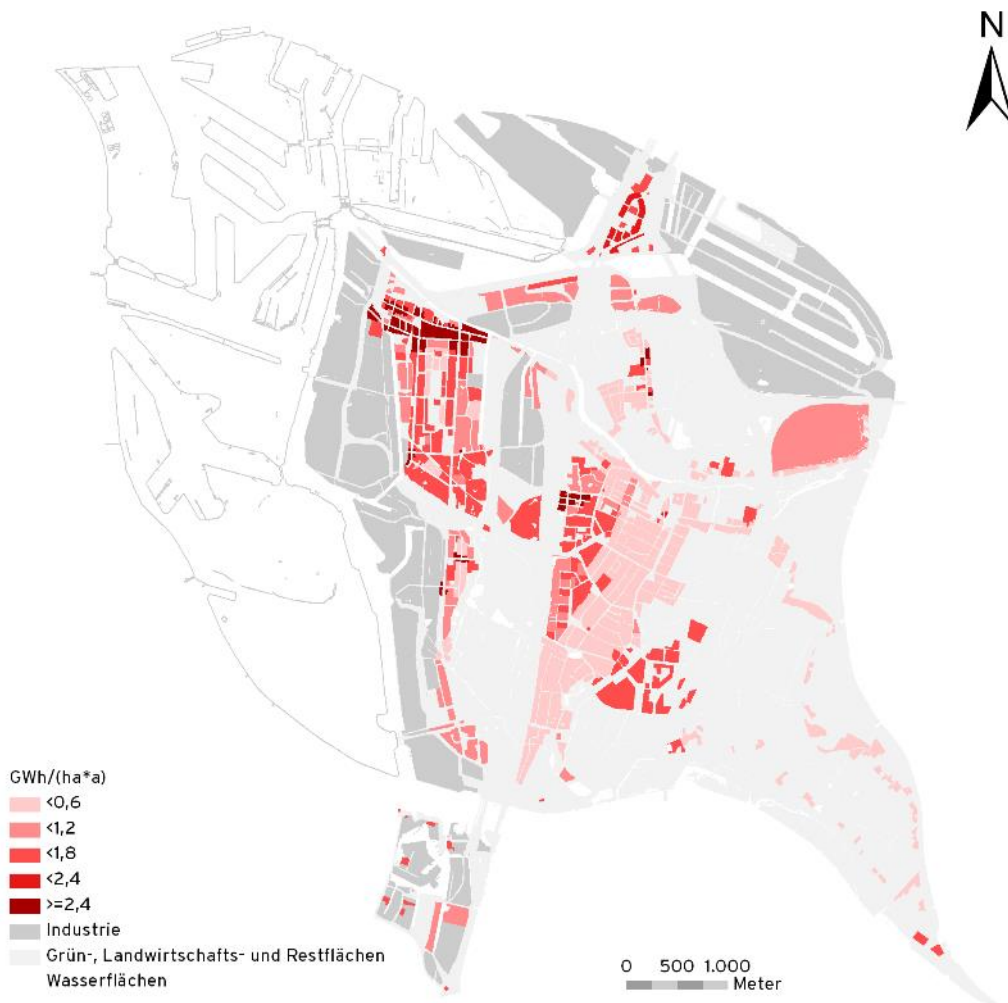 N
GWh/(ha*a)
<0,6
<1,2
<1,8
<2,4
>=2,4
Industrie
Grün-, Landwirtschafts- und Restflächen
Wasserflächen
0 500 1.000
Meter